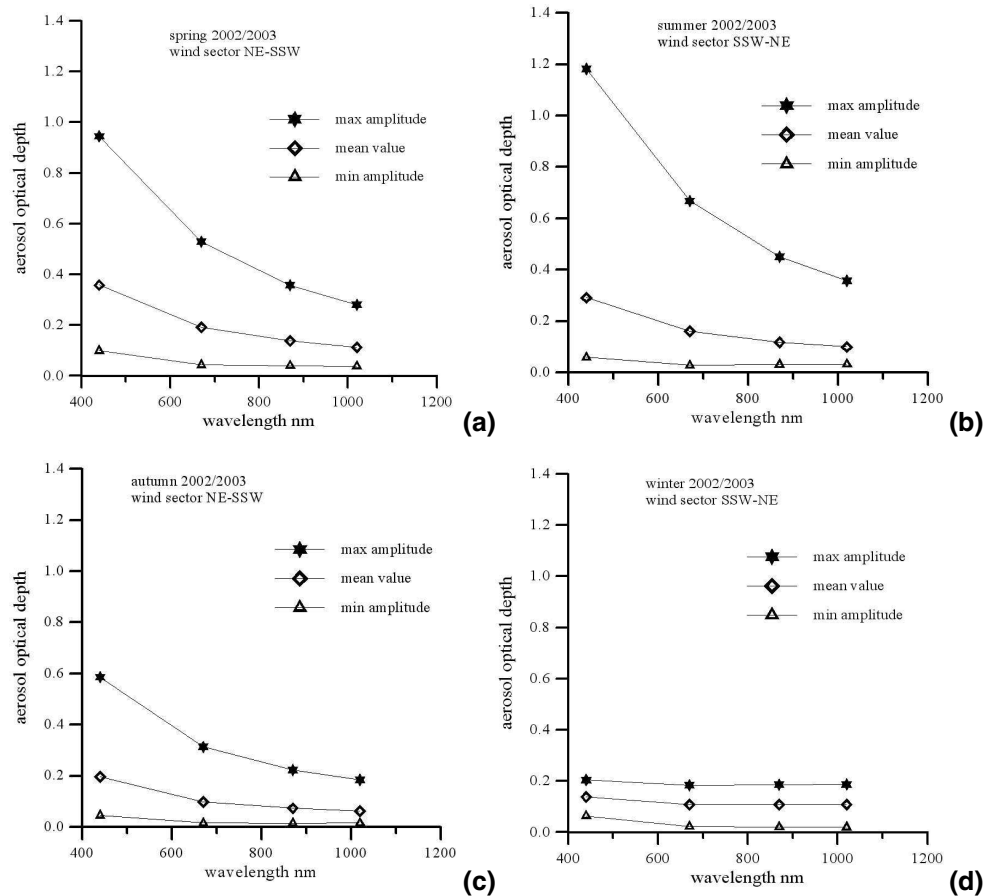 spring 2002/2003
wind sector NE-SSW
max amplitude
mean value
min amplitude
aerosol optical depth
1.4
1.2
1.0
0.8
0.6
0.4
0.2
0.0
400 600 800 1000 1200
wavelength nm
(a)
summer 2002/2003
wind sector SSW-NE
max amplitude
mean value
min amplitude
aerosol optical depth
1.4
1.2
1.0
0.8
0.6
0.4
0.2
0.0
400 600 800 1000 1200
wavelength nm
(b)
autumn 2002/2003
wind sector NE-SSW
max amplitude
mean value
min amplitude
aerosol optical depth
1.4
1.2
1.0
0.8
0.6
0.4
0.2
0.0
400 600 800 1000 1200
wavelength nm
(c)
winter 2002/2003
wind sector SSW-NE
max amplitude
mean value
min amplitude
aerosol optical depth
1.4
1.2
1.0
0.8
0.6
0.4
0.2
0.0
400 600 800 1000 1200
wavelength nm
(d)